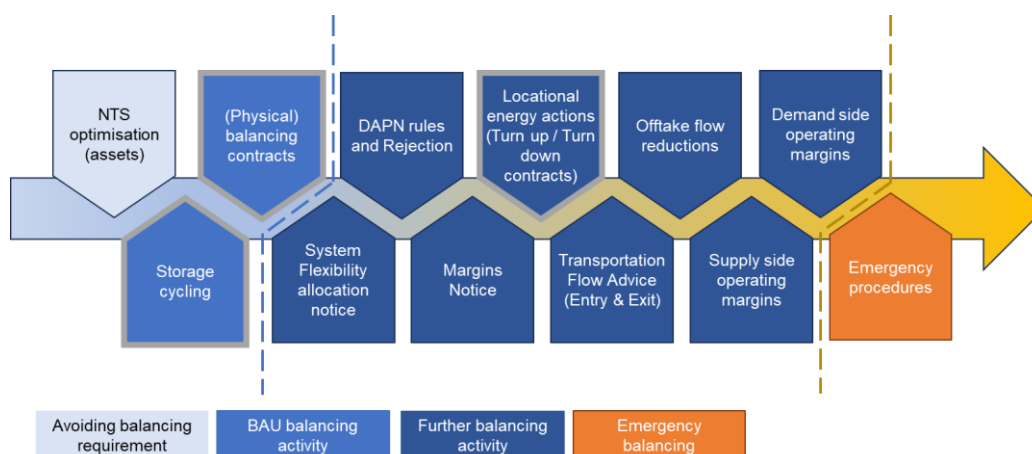 NTS
optimisation
(assets)
(Physical)
balancing
contracts
DAPN rules
and Rejection
Locational
energy actions
(Turn up / Turn
down
contracts)
Offtake flow
reductions
Demand side
operating
margins
Storage
cycling
System
Flexibility
allocation
notice
Margins
Notice
Transportation
Flow Advice
(Entry & Exit)
Supply side
operating
margins
Emergency
procedures
Avoiding balancing
requirement
BAU balancing
activity
Further balancing
activity
Emergency
balancing